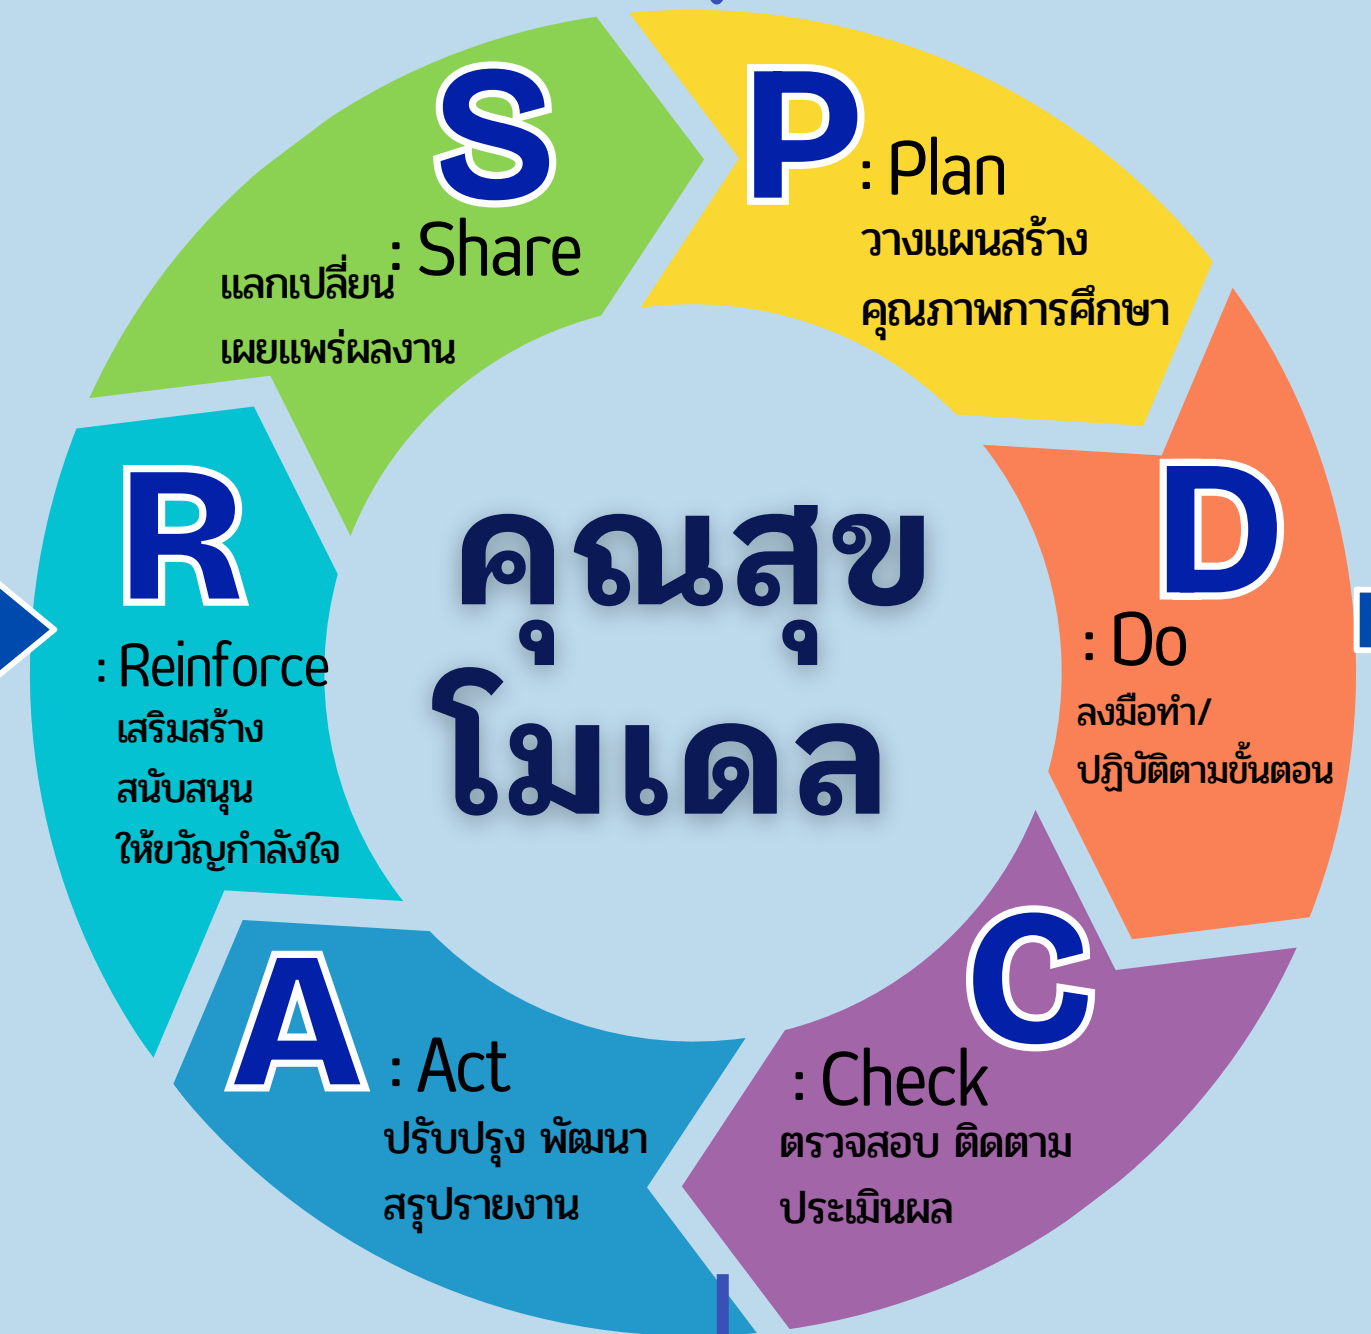 P
: Plan
วางแผนสร้าง
คุณภาพการศึกษา
D
: Do
ลงมือทำ/
ปฏิบัติตามขั้นตอน
C
: Check
ตรวจสอบ ติดตาม
ประเมินผล
A
: Act
ปรับปรุง พัฒนา
สรุปรายงาน
R
: Reinforce
เสริมสร้าง
สนับสนุน
ให้ขวัญกำลังใจ
S
: Share
แลกเปลี่ยน
เผยแพร่ผลงาน
คุณสุข
โมเดล